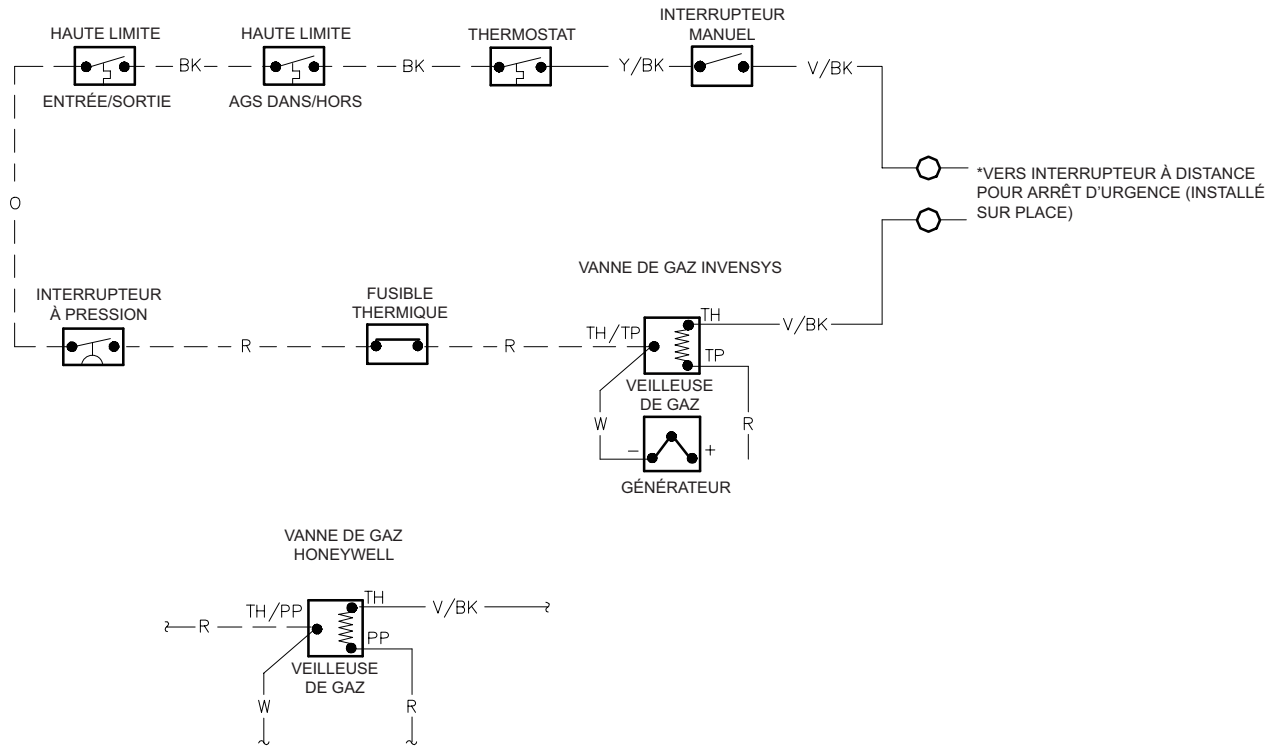 INTERRUPTEUR
MANUEL
HAUTE LIMITE
HAUTE LIMITE
THERMOSTAT
BK
BK
Y/BK
V/BK
ENTRÉE/SORTIE
AGS DANS/HORS
*VERS INTERRUPTEUR À DISTANCE
POUR ARRÊT D'URGENCE (INSTALLÉ
SUR PLACE)
O
VANNE DE GAZ INVENSYS
INTERRUPTEUR
À PRESSION
FUSIBLE
THERMIQUE
TH
TH/TP
V/BK
R
R
TP
VEILLEUSE
DE GAZ
W
R
–
+
GÉNÉRATEUR
VANNE DE GAZ
HONEYWELL
TH
TH/PP
V/BK
R
PP
VEILLEUSE
DE GAZ
W
R